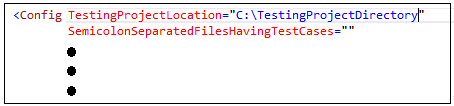 <Config TestingProjectLocation="C:\TestingProjectDirectory"
SemicolonSeparatedFilesHavingTestCases=""